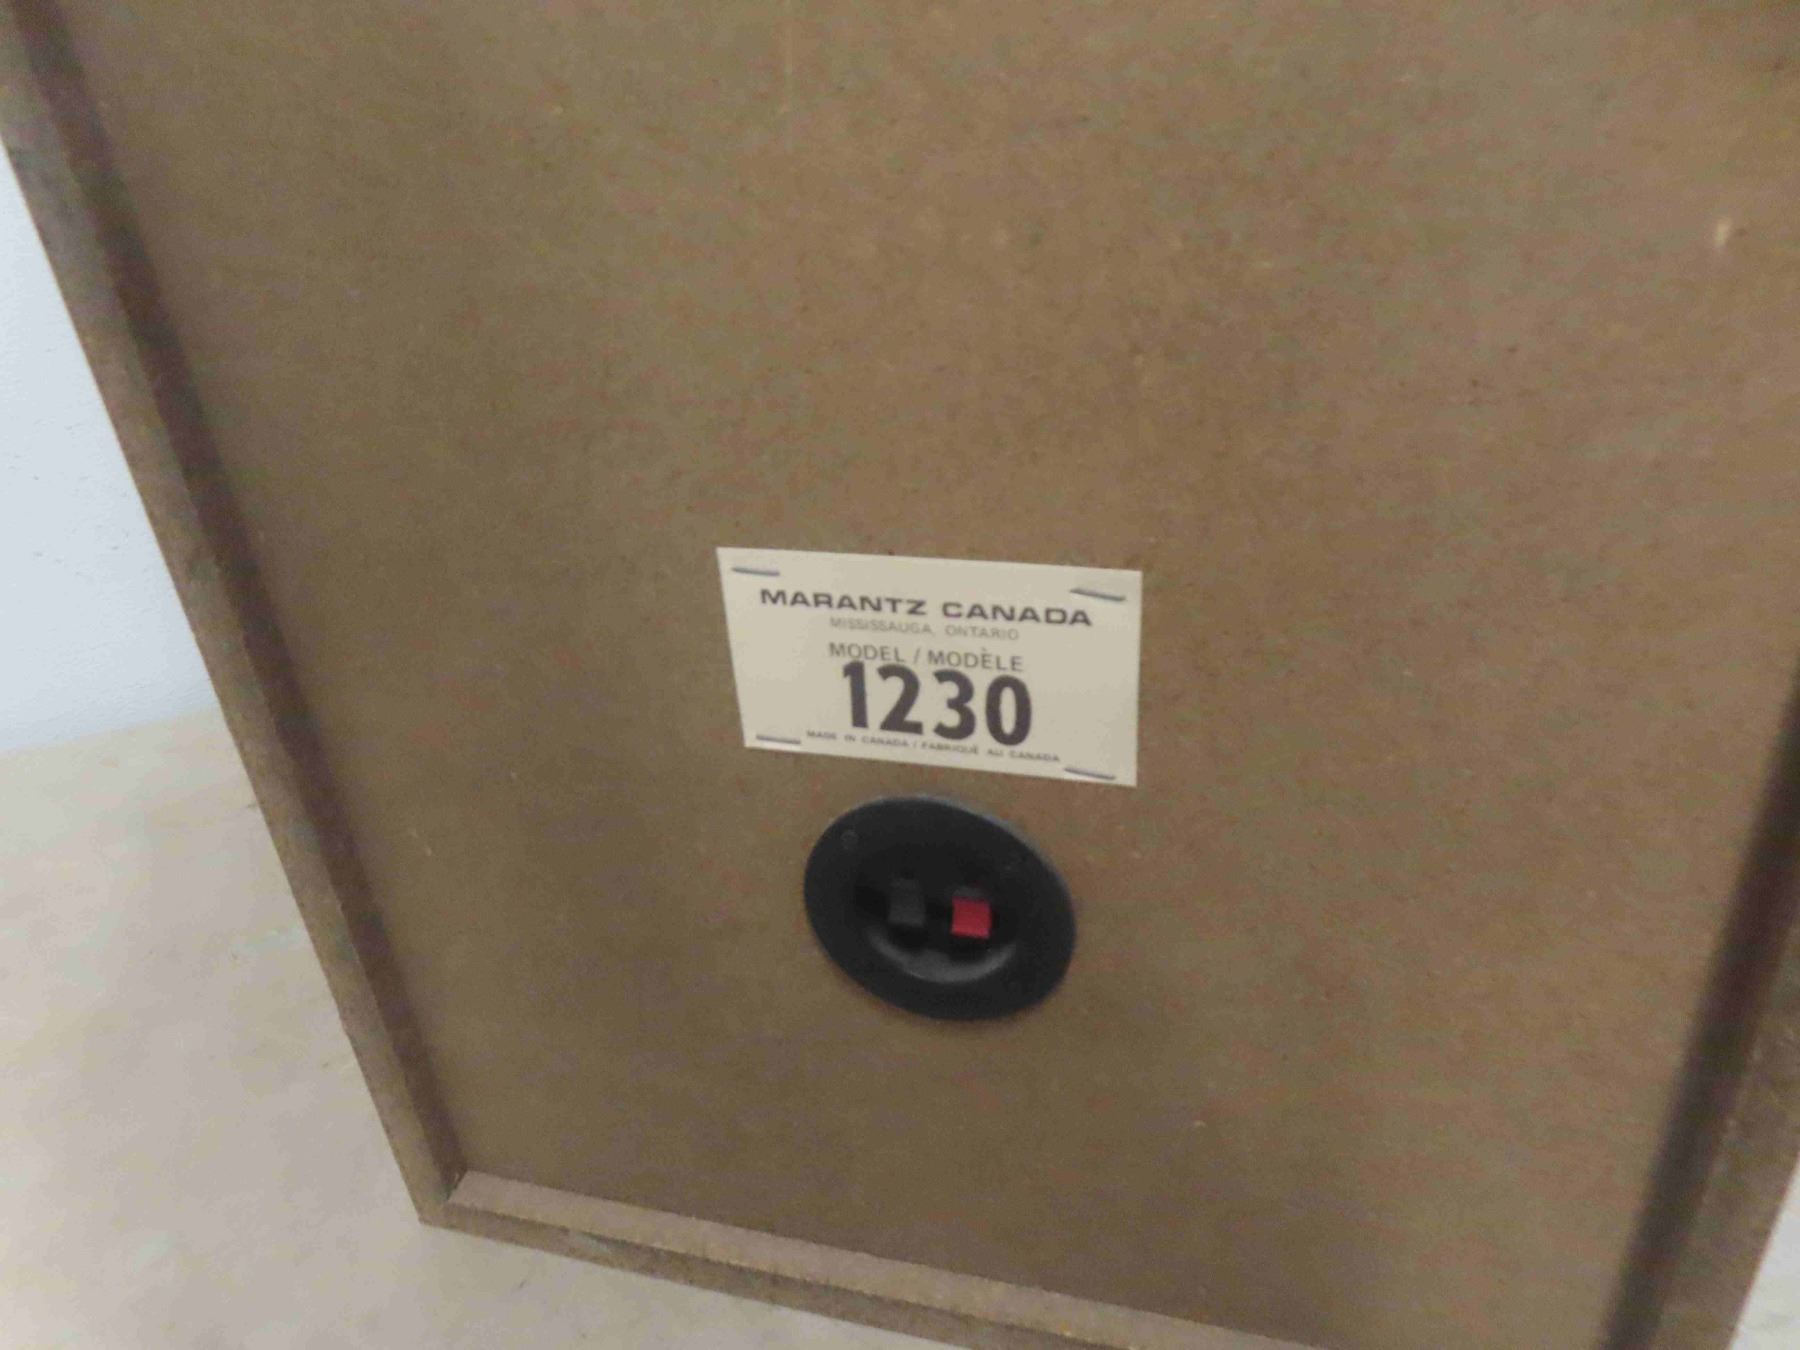 MARANTZ CANADA
MISSISSAUGA, ONTARIO
MODEL / MODÈLE
1230
MADE IN CANADA / FABRIQUÉ AU CANADA